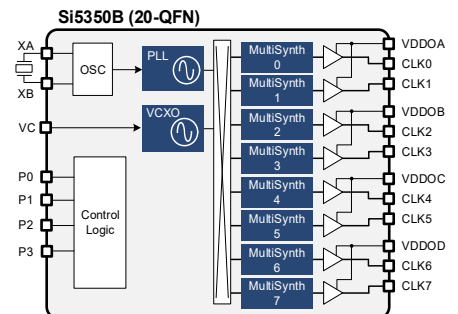 Si5350B (20-QFN)
XA
XB
OSC
PLL
VC
VCXO
P0
P1
P2
P3
Control
Logic
MultiSynth
0
MultiSynth
1
MultiSynth
2
MultiSynth
3
MultiSynth
4
MultiSynth
5
MultiSynth
6
MultiSynth
7
VDDOA
CLK0
CLK1
VDDOB
CLK2
CLK3
VDDOC
CLK4
CLK5
VDDOD
CLK6
CLK7